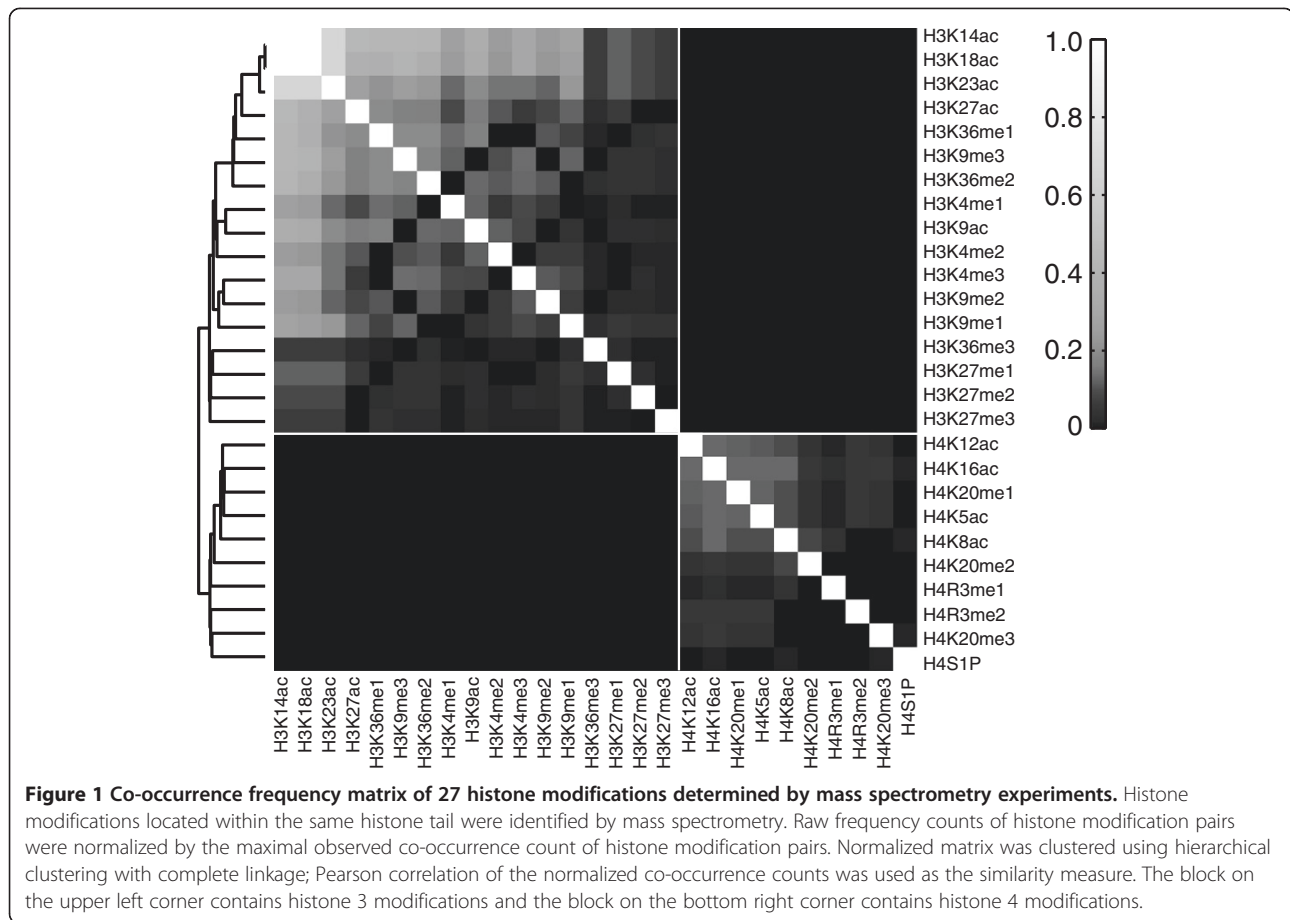 H3K14ac
H3K18ac
H3K23ac
H3K27ac
H3K36me1
H3K9me3
H3K36me2
H3K4me1
H3K9ac
H3K4me2
H3K4me3
H3K9me2
H3K9me1
H3K36me3
H3K27me1
H3K27me2
H3K27me3
H4K12ac
H4K16ac
H4K20me1
H4K5ac
H4K8ac
H4K20me2
H4R3me1
H4R3me2
H4K20me3
H4S1P
1.0
0.8
0.6
0.4
0.2
0
H3K14ac
H3K18ac
H3K23ac
H3K27ac
H3K36me1
H3K9me3
H3K36me2
H3K4me1
H3K9ac
H3K4me2
H3K4me3
H3K9me2
H3K9me1
H3K36me3
H3K27me1
H3K27me2
H3K27me3
H4K12ac
H4K16ac
H4K20me1
H4K5ac
H4K8ac
H4K20me2
H4R3me1
H4R3me2
H4K20me3
H4S1P
Figure 1 Co-occurrence frequency matrix of 27 histone modifications determined by mass spectrometry experiments. Histone
modifications located within the same histone tail were identified by mass spectrometry. Raw frequency counts of histone modification pairs
were normalized by the maximal observed co-occurrence count of histone modification pairs. Normalized matrix was clustered using hierarchical
clustering with complete linkage; Pearson correlation of the normalized co-occurrence counts was used as the similarity measure. The block on
the upper left corner contains histone 3 modifications and the block on the bottom right corner contains histone 4 modifications.